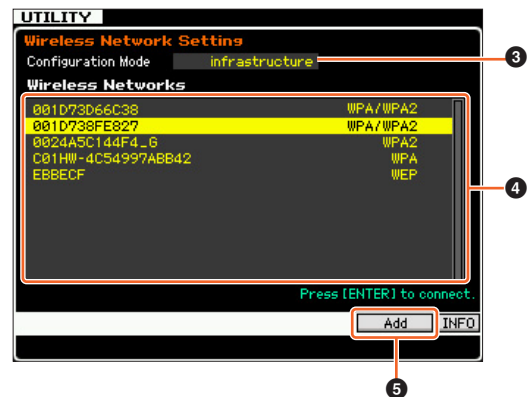 UTILITY
Wireless Network Setting
Configuration Mode infrastructure
3
Wireless Networks
001D73D66C38 WPA/WPA2
001D738FE827 WPA/WPA2
0024A5C144F4_G WPA2
C01HW-4C54997ABB42 WPA
EBBECF WEP
4
Press [ENTER] to connect.
Add INFO
5